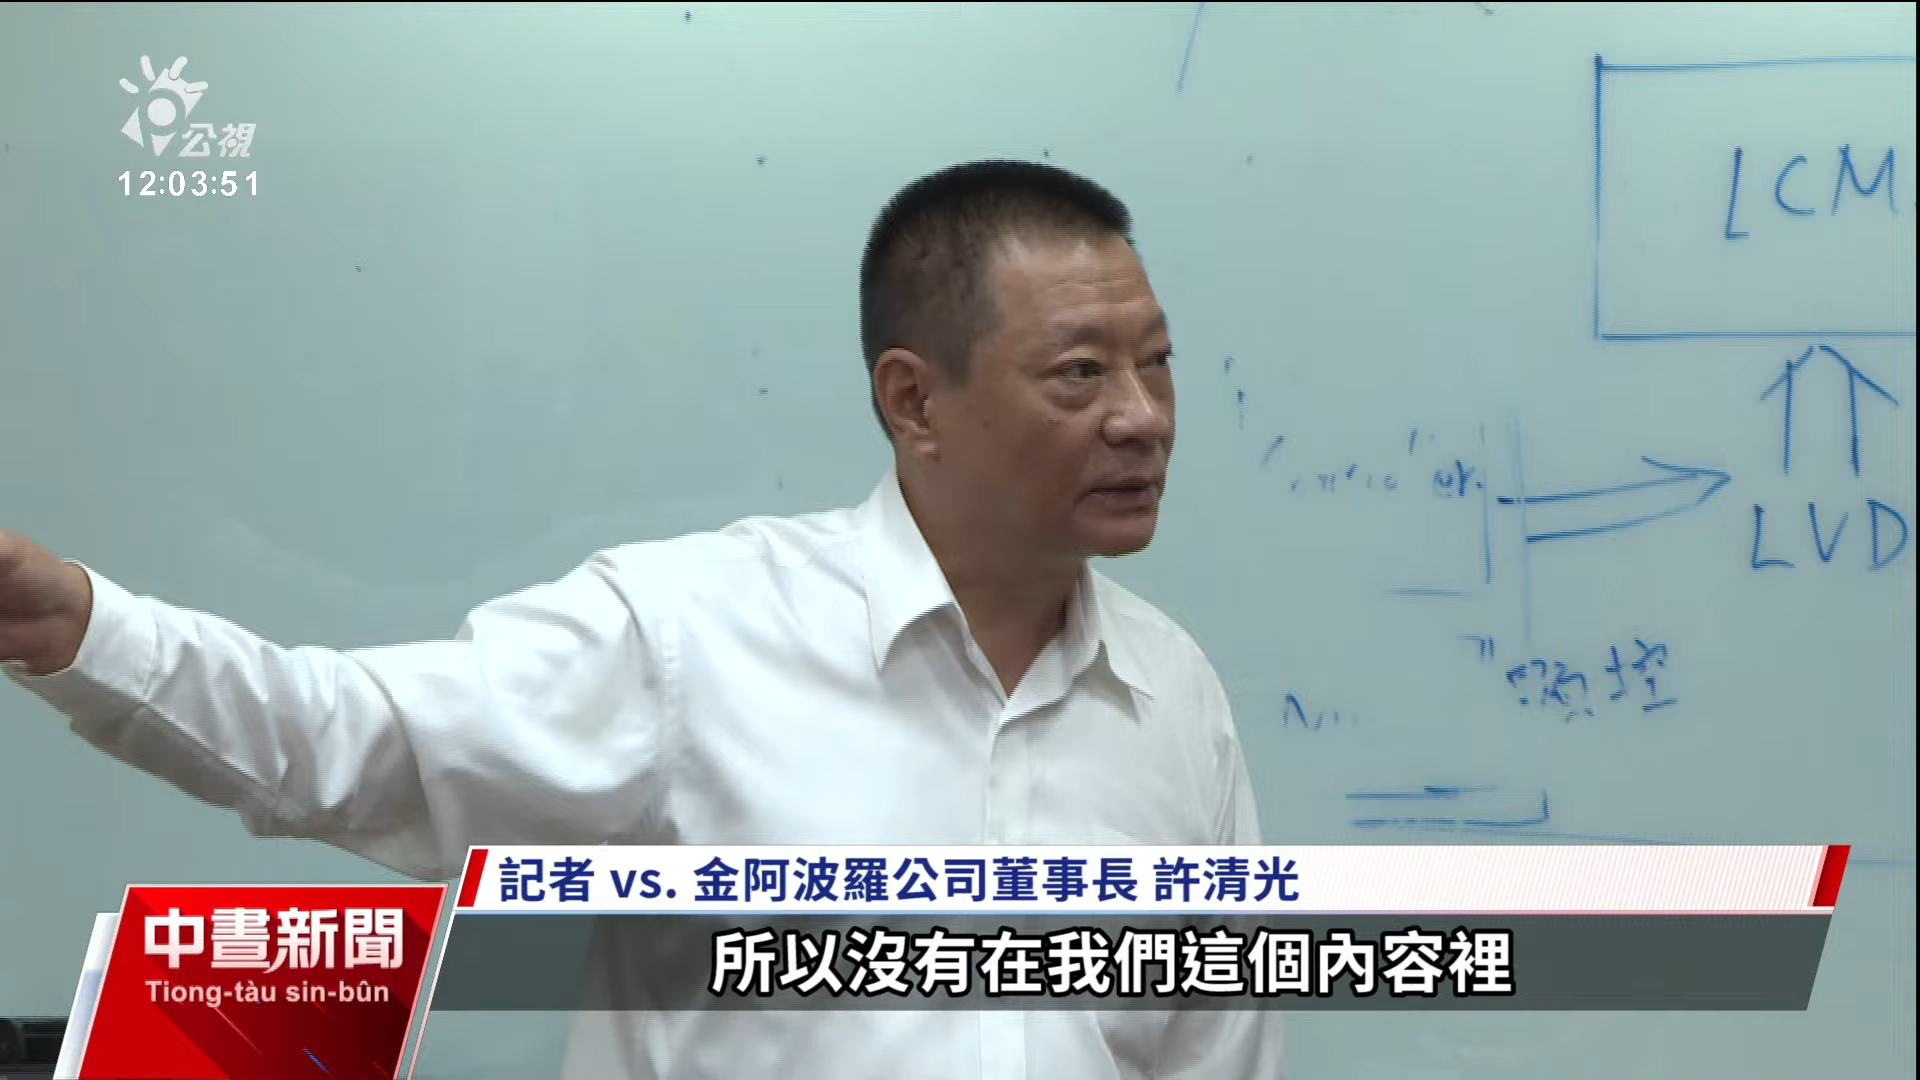 公視
12:03:51
LCM
LVD
記者 vs. 金阿波羅公司董事長 許清光
中晝新聞
Tiong-tàu sin-bûn
所以沒有在我們這個內容裡